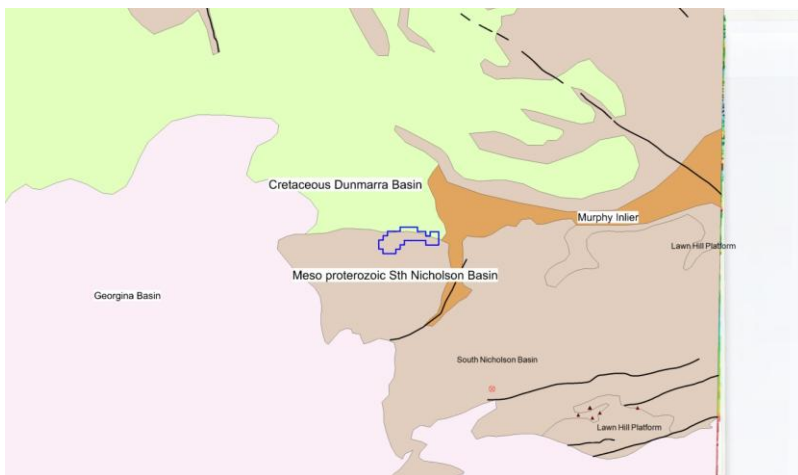 Cretaceous Dunmarra Basin
Murphy Inlier
Lawn Hill Platform
Meso proterozoic Sth Nicholson Basin
Georgina Basin
South Nicholson Basin
Lawn Hill Platform